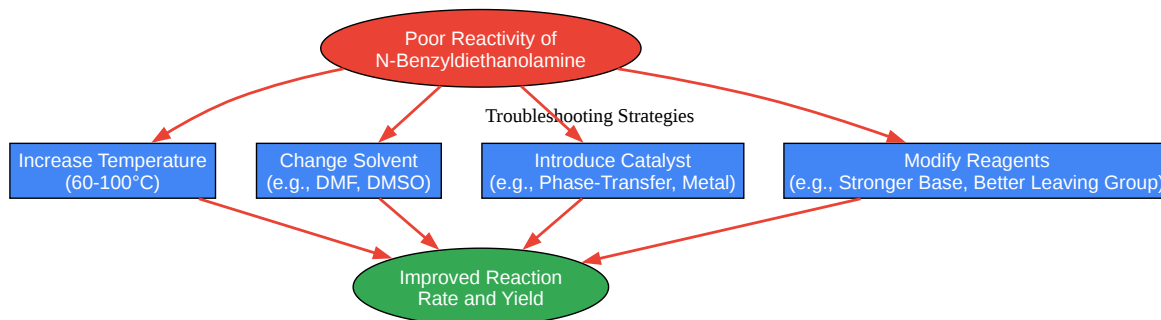 Poor Reactivity of
N-Benzyldiethanolamine
Troubleshooting Strategies
Increase Temperature
(60-100°C)
Change Solvent
(e.g., DMF, DMSO)
Introduce Catalyst
(e.g., Phase-Transfer, Metal)
Modify Reagents
(e.g., Stronger Base, Better Leaving Group)
Improved Reaction
Rate and Yield